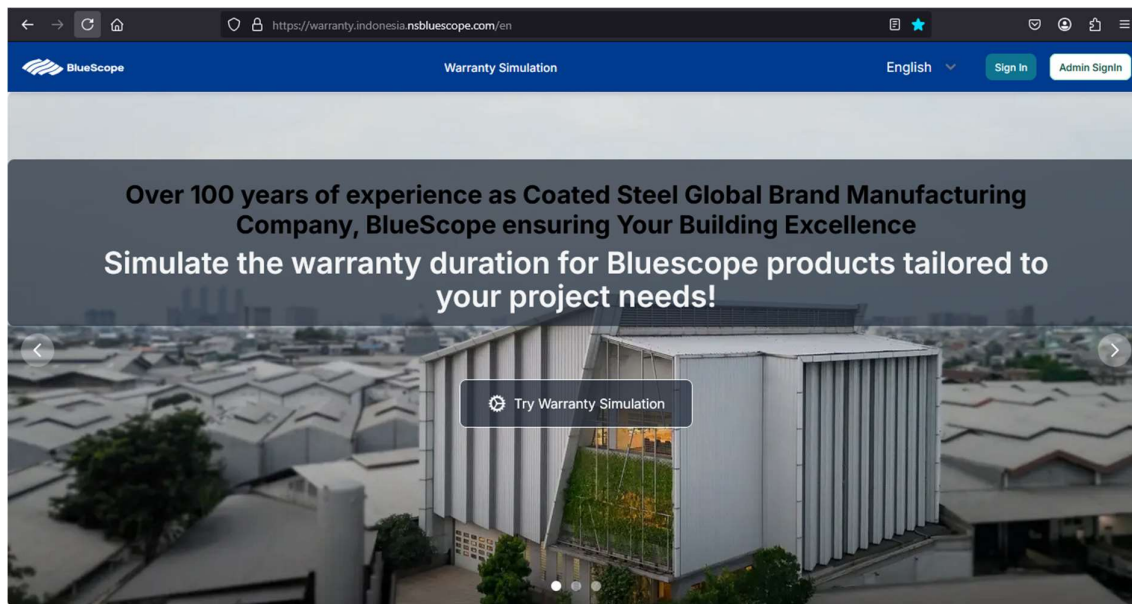 https://warranty.indonesia.nsbluescope.com/en
BlueScope
Warranty Simulation
English
Sign In
Admin SignIn
Over 100 years of experience as Coated Steel Global Brand Manufacturing
Company, BlueScope ensuring Your Building Excellence
Simulate the warranty duration for Bluescope products tailored to
your project needs!
Try Warranty Simulation